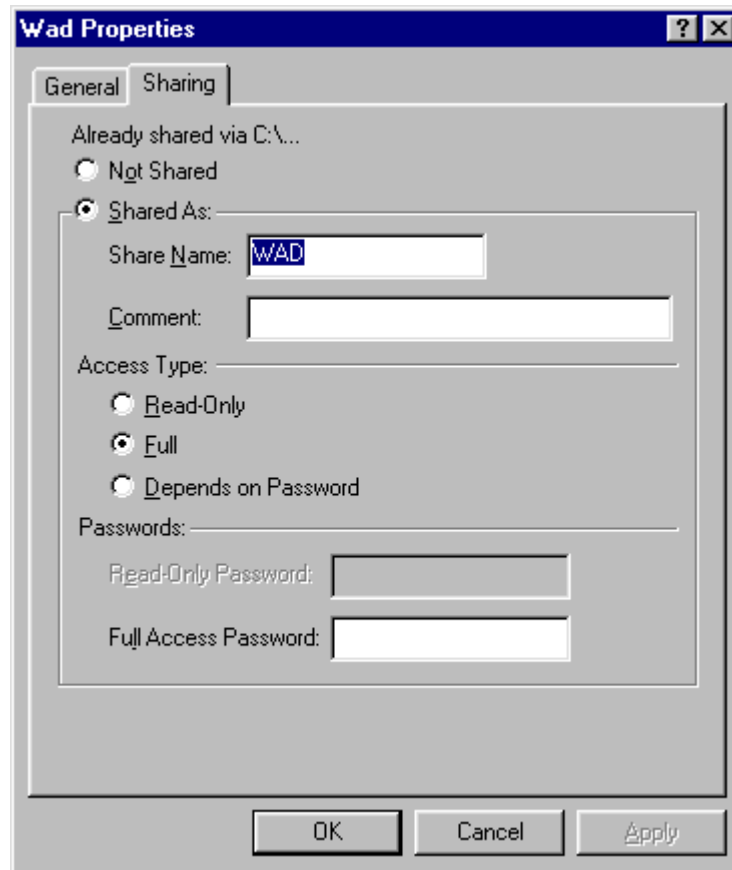 Wad Properties
General Sharing
Already shared via C:\...
Not Shared
Shared As:
Share Name: WAD
Comment:
Access Type:
Read-Only
Full
Depends on Password
Passwords:
Read-Only Password:
Full Access Password:
OK Cancel Apply